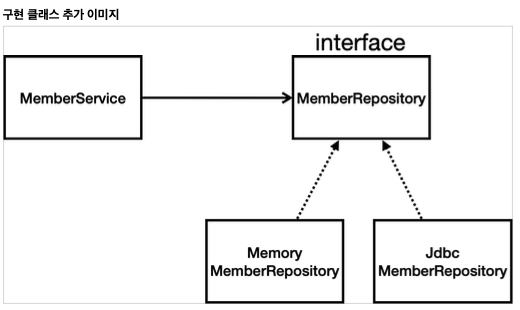 구현 클래스 추가 이미지
interface
MemberService
MemberRepository
Memory
MemberRepository
Jdbc
MemberRepository